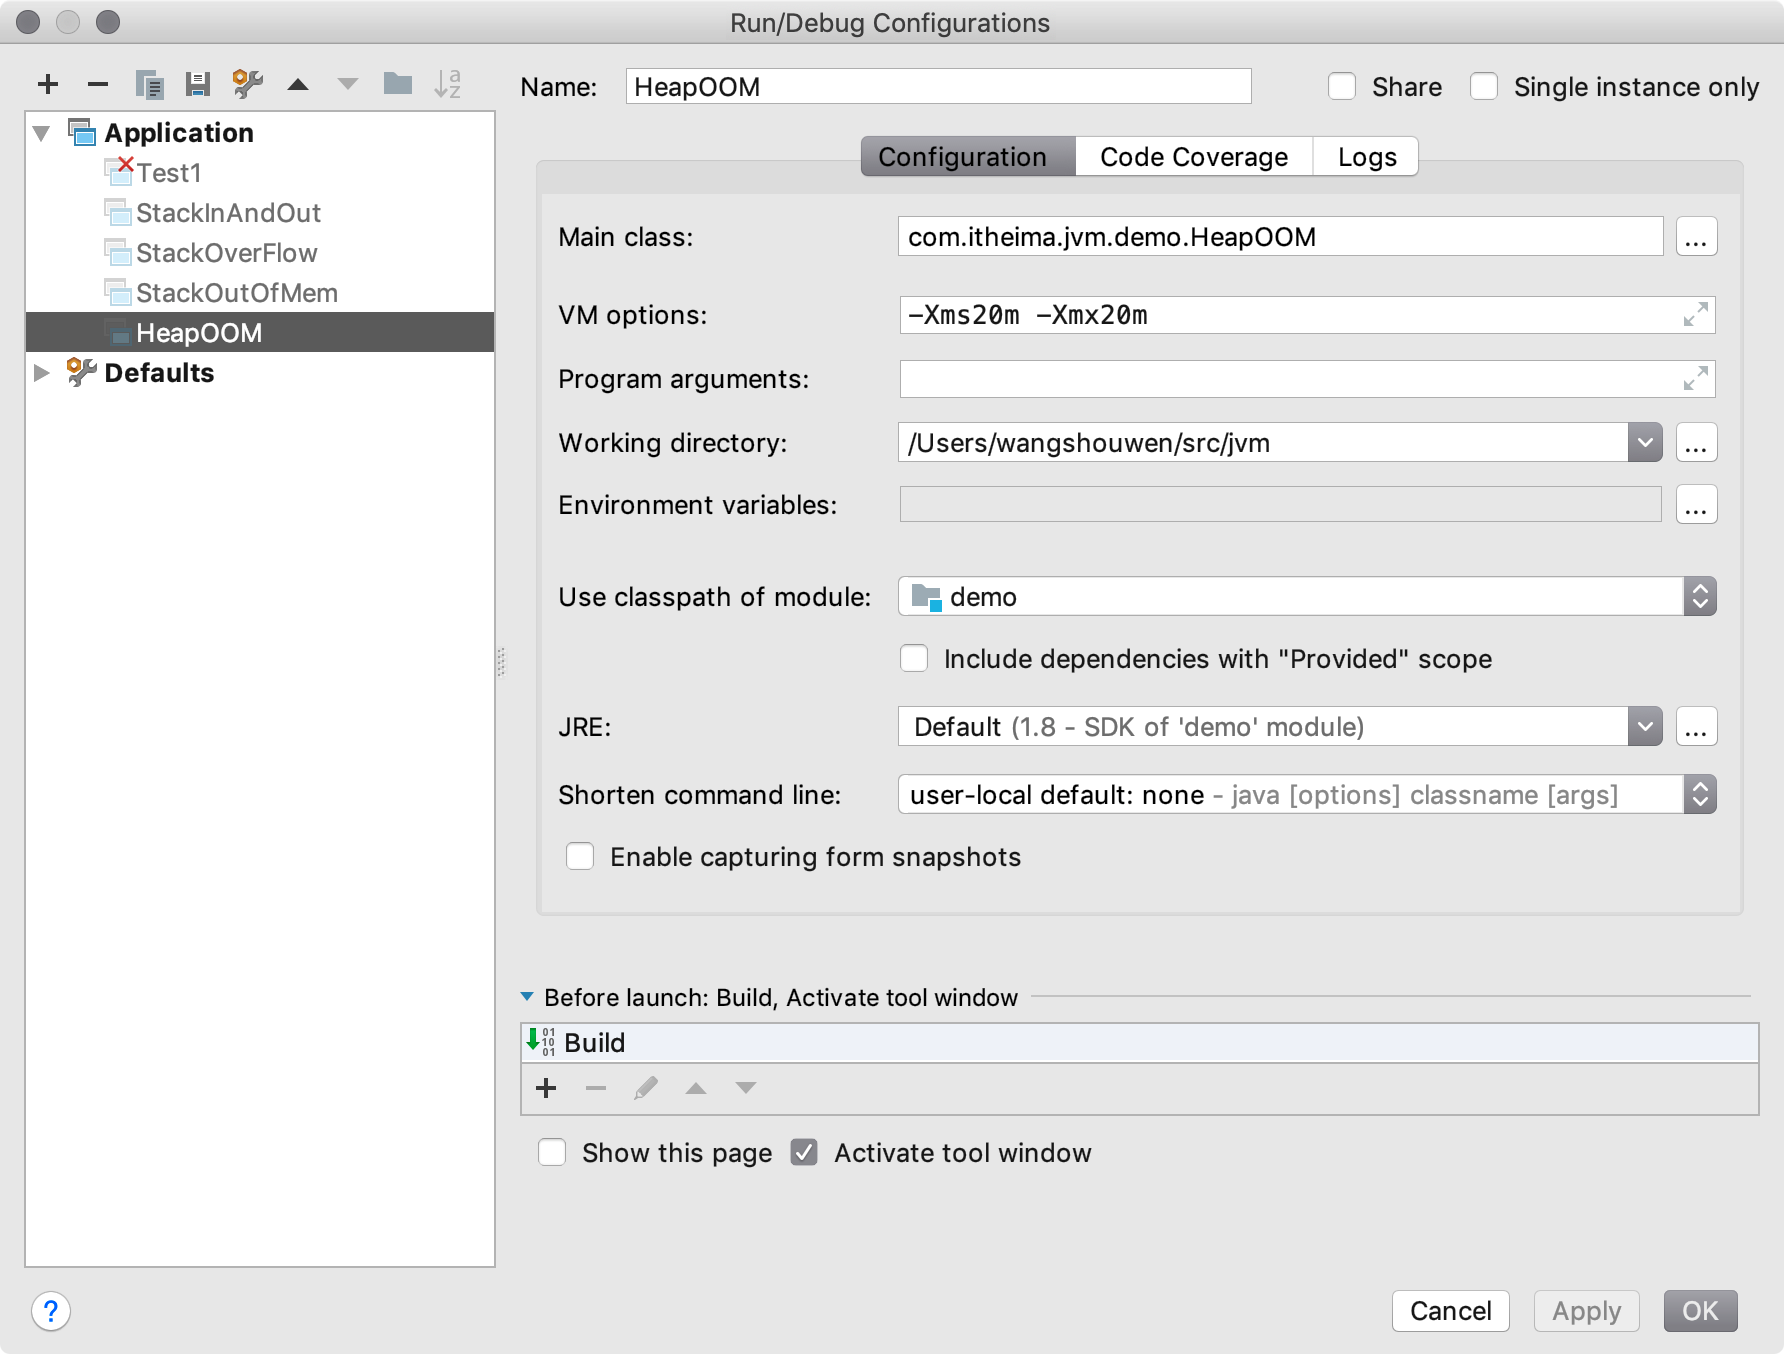 Run/Debug Configurations
Name: HeapOOM Share Single instance only
Application
Test1
StackInAndOut
StackOverFlow
StackOutOfMem
HeapOOM
Defaults
Configuration Code Coverage Logs
Main class: com.itheima.jvm.demo.HeapOOM ...
VM options: -Xms20m -Xmx20m
Program arguments:
Working directory: /Users/wangshouwen/src/jvm ...
Environment variables: ...
Use classpath of module: demo
Include dependencies with "Provided" scope
JRE: Default (1.8 - SDK of 'demo' module) ...
Shorten command line: user-local default: none - java [options] classname [args]
Enable capturing form snapshots
Before launch: Build, Activate tool window
Build
Show this page Activate tool window
? Cancel Apply OK